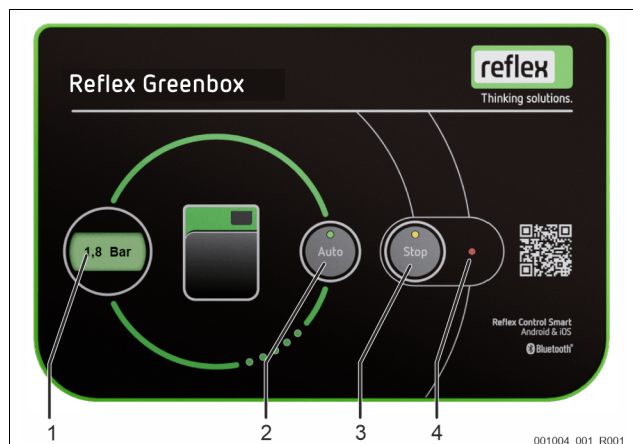 Reflex Greenbox
reflex
Thinking solutions.
1,8 Bar
Auto
Stop
Reflex Control Smart
Android & iOS
Bluetooth®
1 2 3 4
001004_001_R001